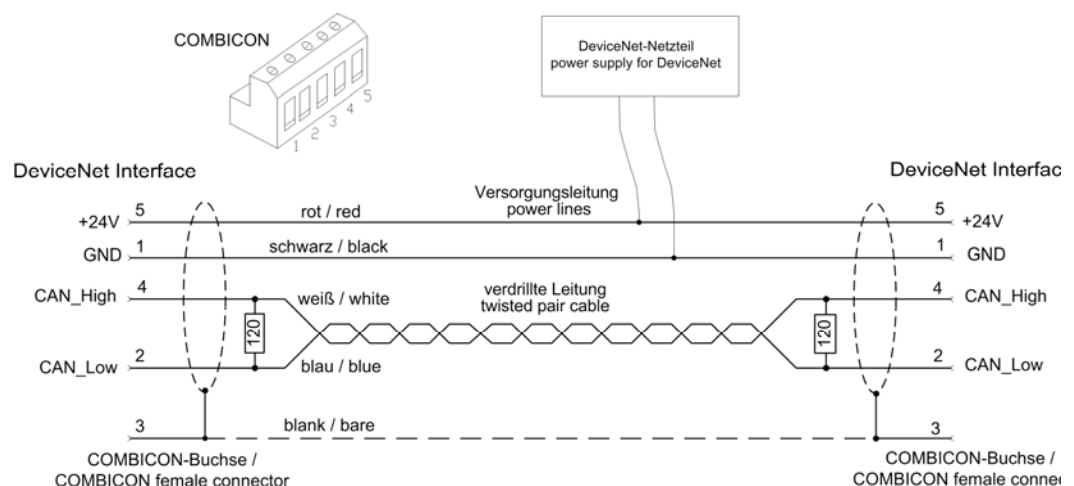 COMBICON
1 2 3 4 5
DeviceNet-Netzteil
power supply for DeviceNet
DeviceNet Interface
DeviceNet Interfac
Versorgungsleitung
power lines
+24V 5 rot / red 5 +24V
GND 1 schwarz / black 1 GND
CAN_High 4 weiß / white 4 CAN_High
verdrillte Leitung
twisted pair cable
120 120
CAN_Low 2 blau / blue 2 CAN_Low
3 blank / bare 3
COMBICON-Buchse /
COMBICON female connector
COMBICON-Buchse /
COMBICON female connec